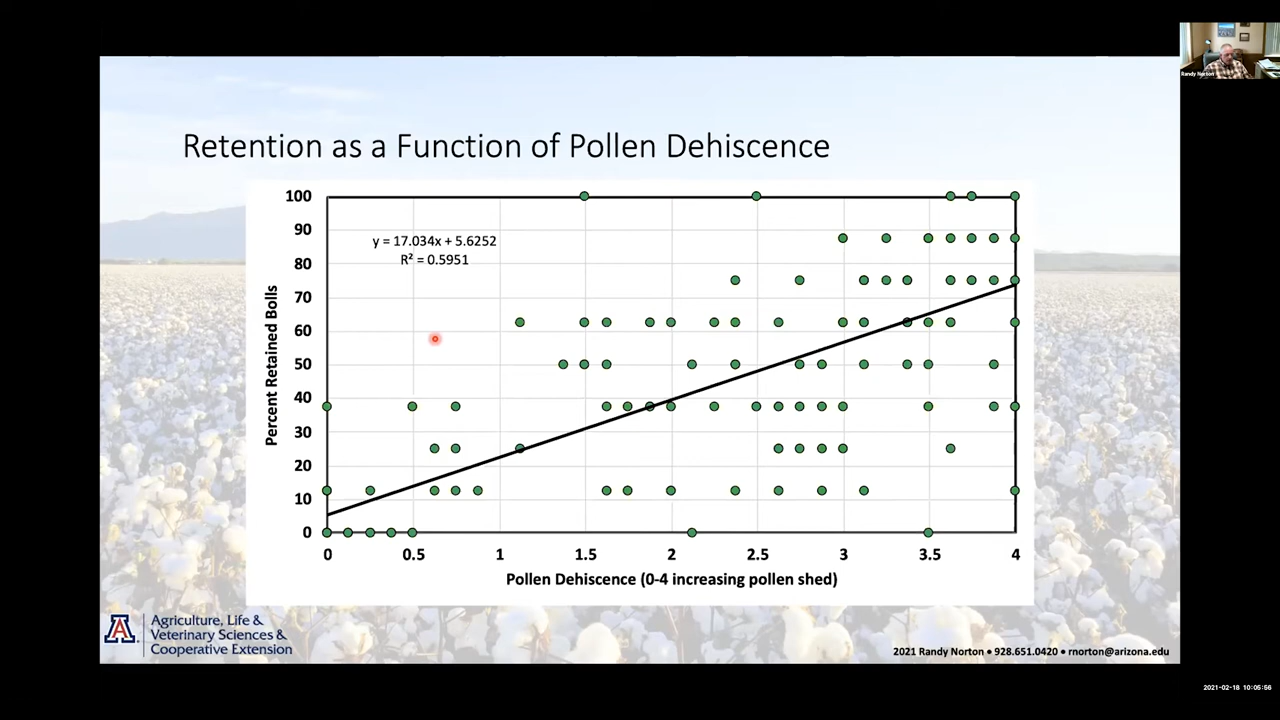 Randy Norton
Retention as a Function of Pollen Dehiscence
y = 17.034x + 5.6252
R² = 0.5951
Percent Retained Bolls
100
90
80
70
60
50
40
30
20
10
0
0 0.5 1 1.5 2 2.5 3 3.5 4
Pollen Dehiscence (0-4 increasing pollen shed)
A
Agriculture, Life &
Veterinary Sciences &
Cooperative Extension
2021 Randy Norton • 928.651.0420 • rnorton@arizona.edu
2021-02-18 10:05:56